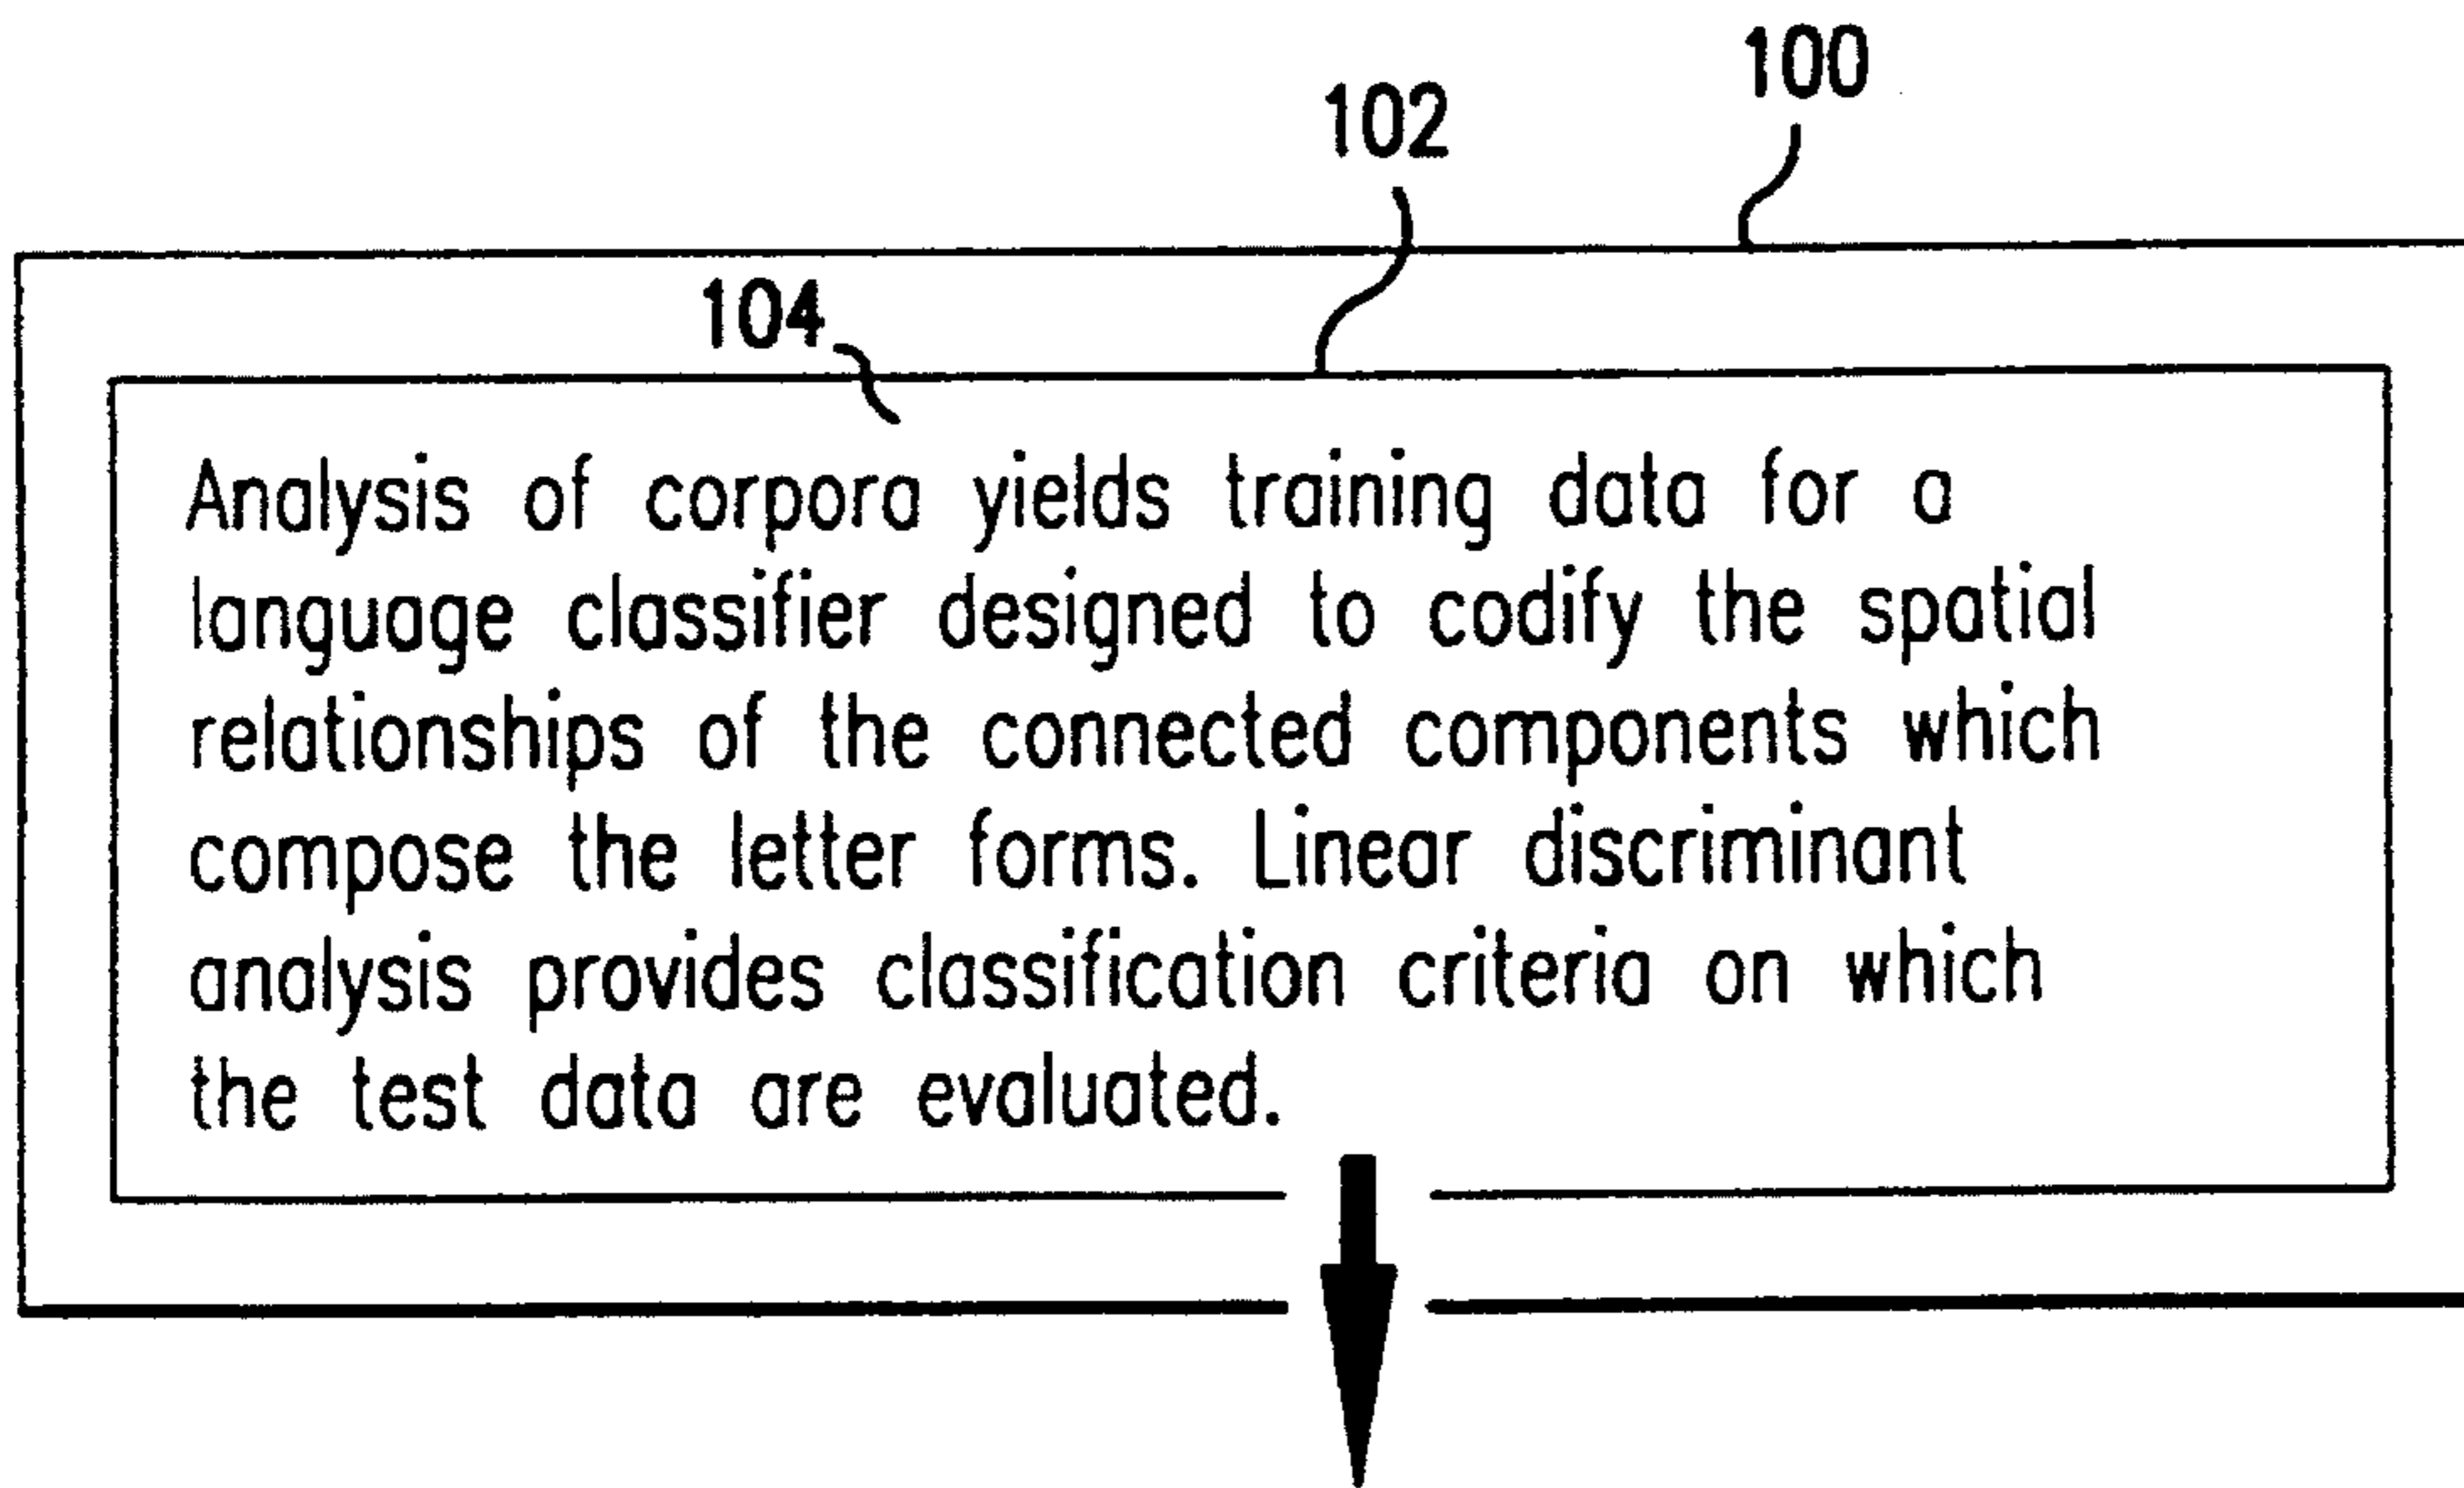 100
102
104
Analysis of corpora yields training data for a
language classifier designed to codify the spatial
relationships of the connected components which
compose the letter forms. Linear discriminant
analysis provides classification criteria on which
the test data are evaluated.